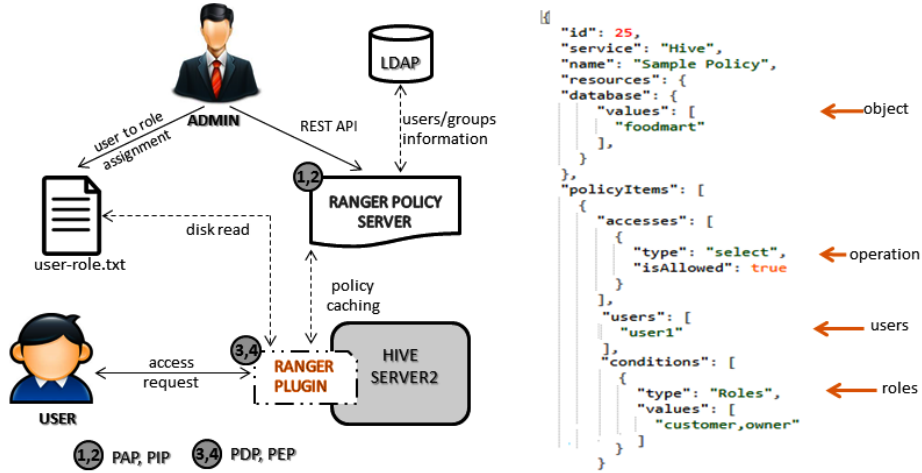 LDAP
ADMIN
user to role
assignment
REST API
users/groups
information
1,2
RANGER POLICY
SERVER
user-role.txt
disk read
policy
caching
3,4
RANGER
PLUGIN
HIVE
SERVER2
access
request
USER
1,2 PAP, PIP
3,4 PDP, PEP
{
"id": 25,
"service": "Hive",
"name": "Sample Policy",
"resources": {
"database": {
"values": [
"foodmart"
],
}
},
"policyItems": [
{
"accesses": [
{
"type": "select",
"isAllowed": true
}
],
"users": [
"user1"
],
"conditions": [
{
"type": "Roles",
"values": [
"customer,owner"
]
}
}
object
operation
users
roles